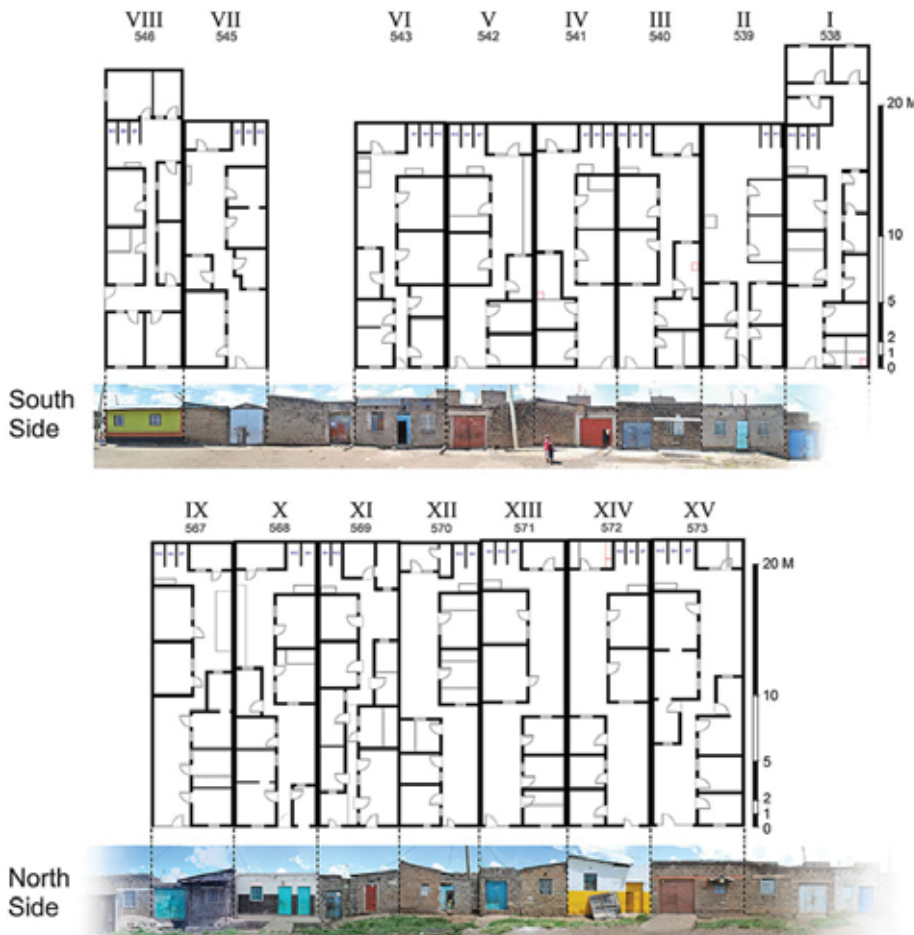 VIII VII VI V IV III II I
546 545 543 542 541 540 539 538
20 M
10
5
2
1
0
South
Side
IX X XI XII XIII XIV XV
567 568 569 570 571 572 573
20 M
10
5
2
1
0
North
Side